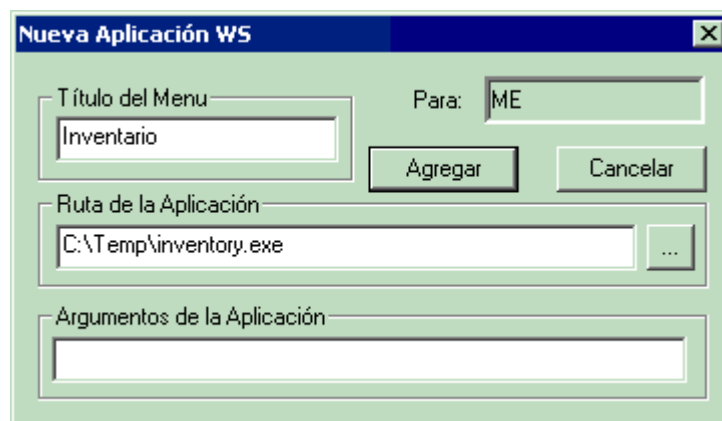 Nueva Aplicación WS
Título del Menu
Para: ME
Inventario
Agregar Cancelar
Ruta de la Aplicación
C:\Temp\inventory.exe ...
Argumentos de la Aplicación